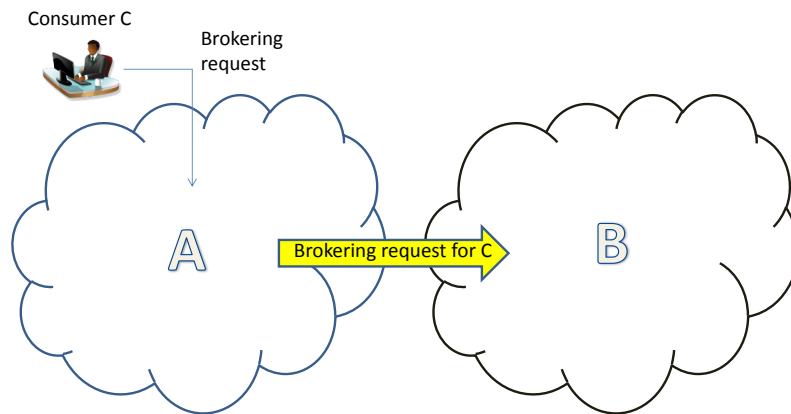 Consumer C
Brokering
request
A
Brokering request for C
B